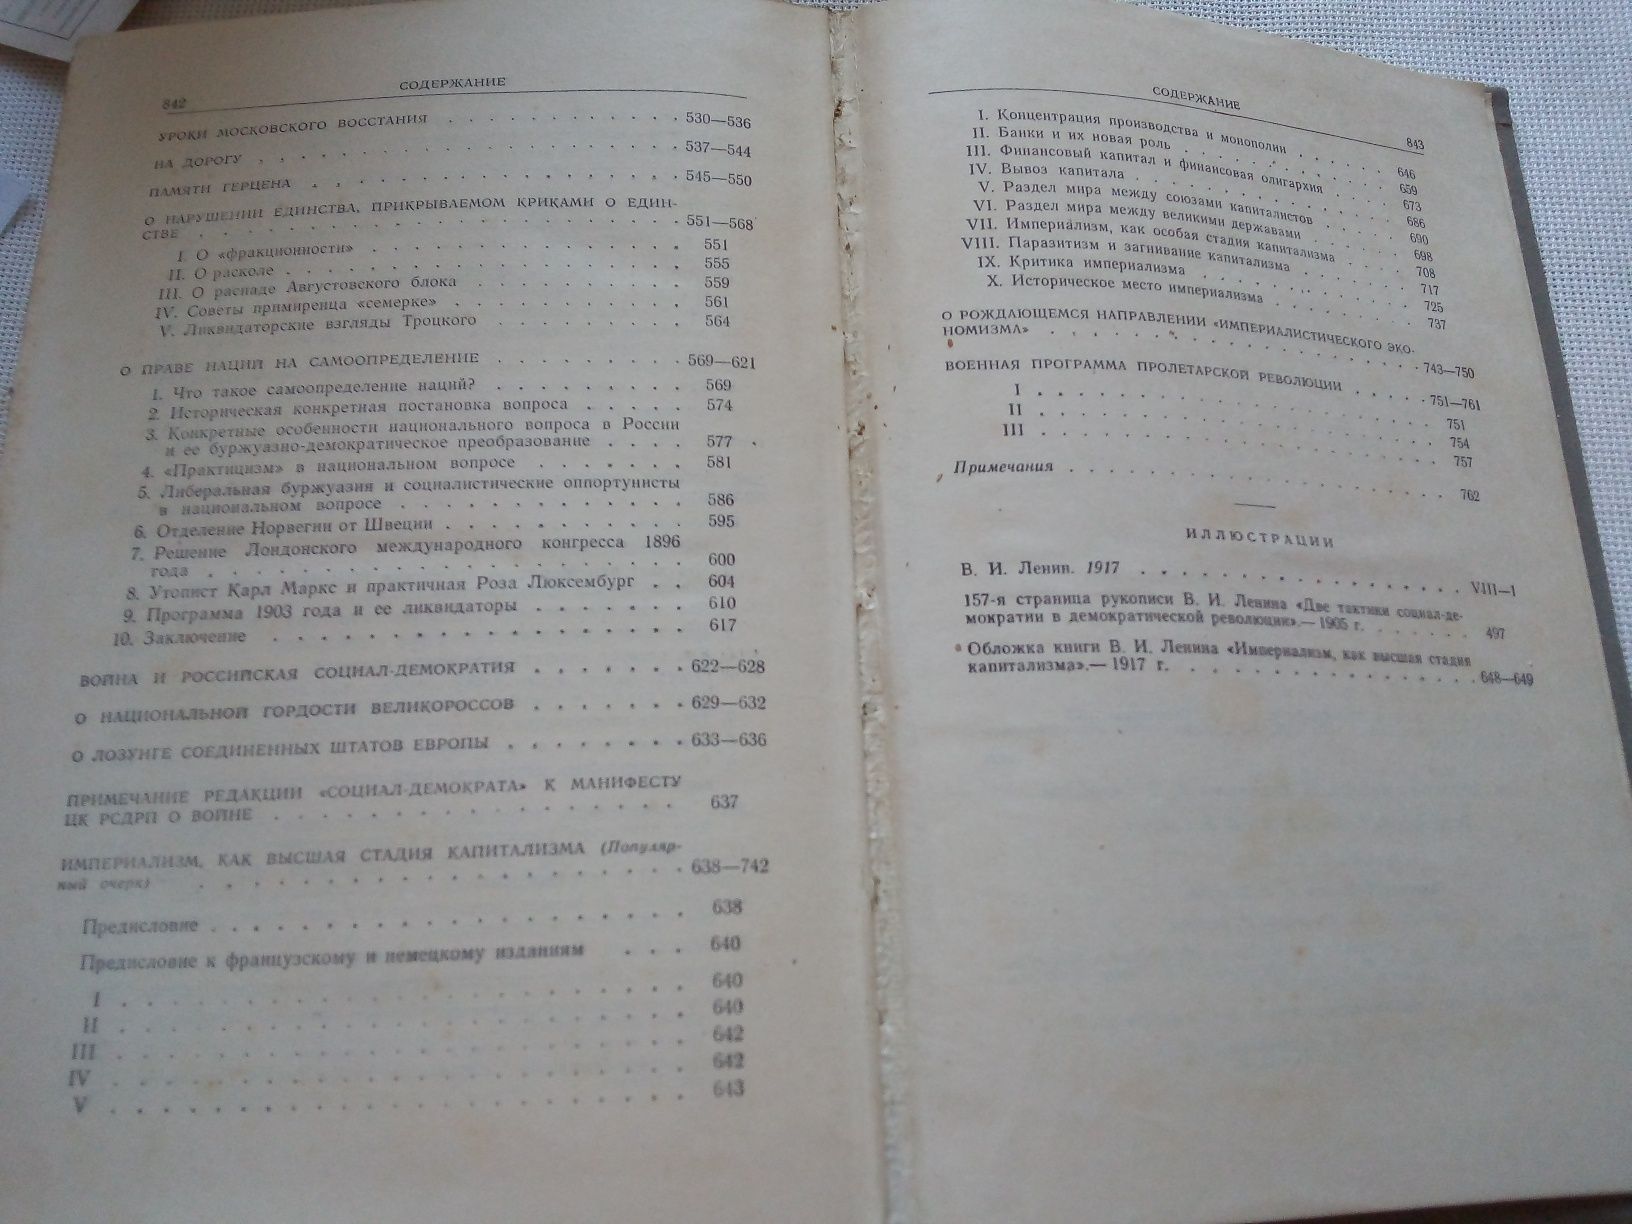 842
СОДЕРЖАНИЕ
УРОКИ МОСКОВСКОГО ВОССТАНИЯ . . . . . . . . . . . . 530—536
НА ДОРОГУ . . . . . . . . . . . . . . . . . . . . 537—544
ПАМЯТИ ГЕРЦЕНА . . . . . . . . . . . . . . . . . 545—550
О НАРУШЕНИИ ЕДИНСТВА, ПРИКРЫВАЕМОМ КРИКАМИ О ЕДИН-
СТВЕ . . . . . . . . . . . . . . . . . . . . . . 551—568
I. О «фракционности» . . . . . . . . . . . . . . 551
II. О расколе . . . . . . . . . . . . . . . . . . 555
III. О распаде Августовского блока . . . . . . . . . 559
IV. Советы примиренца «семерке» . . . . . . . . . . 561
V. Ликвидаторские взгляды Троцкого . . . . . . . . 564
О ПРАВЕ НАЦИЙ НА САМООПРЕДЕЛЕНИЕ . . . . . . . . . 569—621
1. Что такое самоопределение наций? . . . . . . . . 569
2. Историческая конкретная постановка вопроса . . . . . 574
3. Конкретные особенности национального вопроса в России
и ее буржуазно-демократическое преобразование . . . . 577
4. «Практицизм» в национальном вопросе . . . . . . 581
5. Либеральная буржуазия и социалистические оппортунисты
в национальном вопросе . . . . . . . . . . . . . 586
6. Отделение Норвегии от Швеции . . . . . . . . . . 595
7. Решение Лондонского международного конгресса 1896
года . . . . . . . . . . . . . . . . . . . . . 600
8. Утопист Карл Маркс и практичная Роза Люксембург . . 604
9. Программа 1903 года и ее ликвидаторы . . . . . . . 610
10. Заключение . . . . . . . . . . . . . . . . . . 617
ВОЙНА И РОССИЙСКАЯ СОЦИАЛ-ДЕМОКРАТИЯ . . . . . . . 622—628
О НАЦИОНАЛЬНОЙ ГОРДОСТИ ВЕЛИКОРОССОВ . . . . . . . 629—632
О ЛОЗУНГЕ СОЕДИНЕННЫХ ШТАТОВ ЕВРОПЫ . . . . . . . . 633—636
ПРИМЕЧАНИЕ РЕДАКЦИИ «СОЦИАЛ-ДЕМОКРАТА» К МАНИФЕСТУ
ЦК РСДРП О ВОЙНЕ . . . . . . . . . . . . . . . . 637
ИМПЕРИАЛИЗМ, КАК ВЫСШАЯ СТАДИЯ КАПИТАЛИЗМА (Популяр-
ный очерк) . . . . . . . . . . . . . . . . . . . 638—742
Предисловие . . . . . . . . . . . . . . . . . . . 638
Предисловие к французскому и немецкому изданиям . . . 640
I . . . . . . . . . . . . . . . . . . . . . . . 640
II . . . . . . . . . . . . . . . . . . . . . . . 640
III . . . . . . . . . . . . . . . . . . . . . . . 642
IV . . . . . . . . . . . . . . . . . . . . . . . 642
V . . . . . . . . . . . . . . . . . . . . . . . 643
СОДЕРЖАНИЕ
843
I. Концентрация производства и монополии . . . . . . 646
II. Банки и их новая роль . . . . . . . . . . . . . 659
III. Финансовый капитал и финансовая олигархия . . . . 673
IV. Вывоз капитала . . . . . . . . . . . . . . . . 686
V. Раздел мира между союзами капиталистов . . . . . 690
VI. Раздел мира между великими державами . . . . . . 698
VII. Империализм, как особая стадия капитализма . . . . 708
VIII. Паразитизм и загнивание капитализма . . . . . . . 717
IX. Критика империализма . . . . . . . . . . . . . 725
X. Историческое место империализма . . . . . . . . . 737
О РОЖДАЮЩЕМСЯ НАПРАВЛЕНИИ «ИМПЕРИАЛИСТИЧЕСКОГО ЭКО-
НОМИЗМА» . . . . . . . . . . . . . . . . . . . . 743—750
ВОЕННАЯ ПРОГРАММА ПРОЛЕТАРСКОЙ РЕВОЛЮЦИИ . . . . . 751—761
I . . . . . . . . . . . . . . . . . . . . . . . 751
II . . . . . . . . . . . . . . . . . . . . . . . 754
III . . . . . . . . . . . . . . . . . . . . . . . 757
Примечания . . . . . . . . . . . . . . . . . . . 762
ИЛЛЮСТРАЦИИ
В. И. Ленин. 1917 . . . . . . . . . . . . . . . . VIII—1
157-я страница рукописи В. И. Ленина «Две тактики социал-де-
мократии в демократической революции».— 1905 г. . . . . . . 497
Обложка книги В. И. Ленина «Империализм, как высшая стадия
капитализма».— 1917 г. . . . . . . . . . . . . . . 648—649